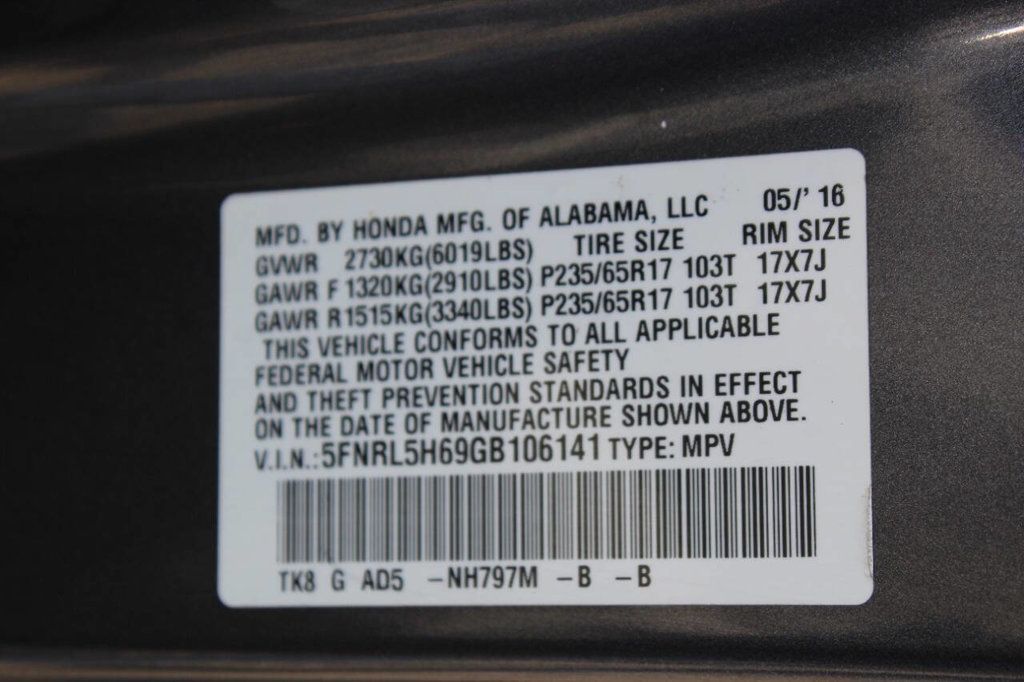 MFD. BY HONDA MFG. OF ALABAMA, LLC 05/' 16
GVWR 2730KG(6019LBS) TIRE SIZE RIM SIZE
GAWR F 1320KG(2910LBS) P235/65R17 103T 17X7J
GAWR R1515KG(3340LBS) P235/65R17 103T 17X7J
THIS VEHICLE CONFORMS TO ALL APPLICABLE
FEDERAL MOTOR VEHICLE SAFETY
AND THEFT PREVENTION STANDARDS IN EFFECT
ON THE DATE OF MANUFACTURE SHOWN ABOVE.
V.I.N.:5FNRL5H69GB106141 TYPE: MPV
TK8 G AD5 -NH797M -B -B